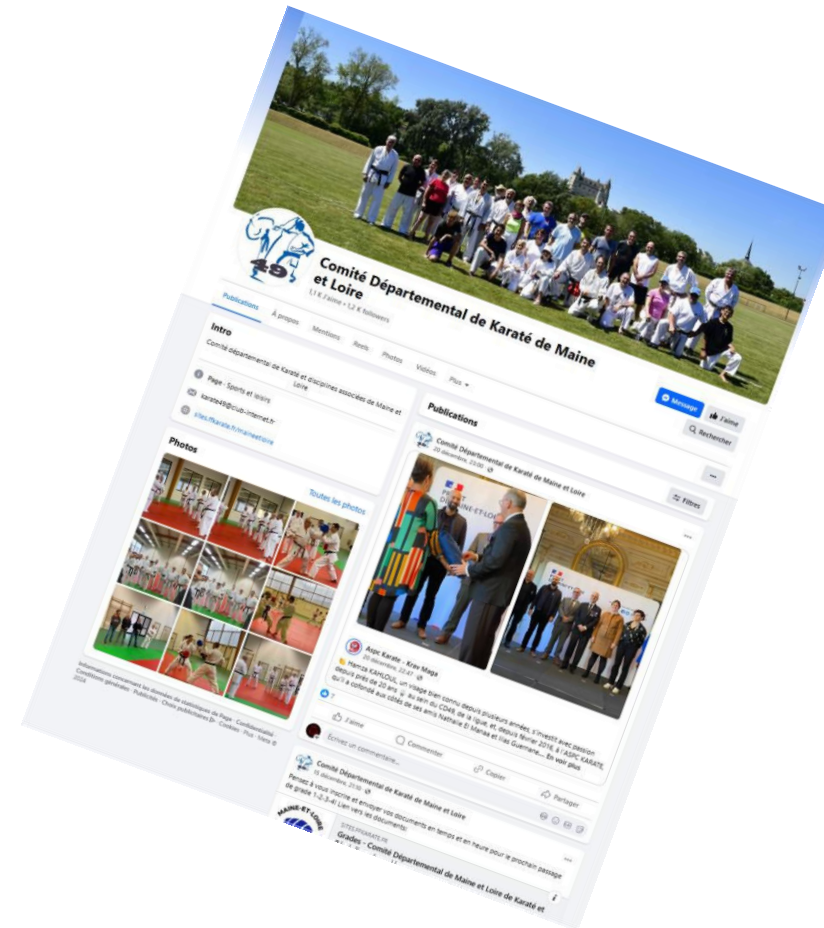 49
Comité Départemental de Karaté de Maine
et Loire
1,1 K J'aime • 1,2 K followers
Message
J'aime
Rechercher
Publications
À propos
Mentions
Reels
Photos
Vidéos
Plus
Intro
Comité départemental de Karaté et disciplines associées de Maine et
Loire
Page · Sports et loisirs
karate49@club-internet.fr
sites.ffkarate.fr/maineetloire
Photos
Toutes les photos
Informations concernant les données de statistiques de Page · Confidentialité ·
Conditions générales · Publicités · Choix publicitaires · Cookies · Plus · Meta ©
2024
Publications
Filtres
Comité Départemental de Karaté de Maine et Loire
20 décembre, 23:00
PRÉFET
DE MAINE-ET-LOIRE
Aspc Karate - Krav Maga
20 décembre, 22:47
Hamza KAHLOUL, un visage bien connu depuis plusieurs années, s'investit avec passion
depuis près de 20 ans au sein du CD49, de la ligue, et, depuis février 2016, à l'ASPC KARATE,
qu'il a cofondé aux côtés de ses amis Nathalie El Manaa et Ilias Guemane.... En voir plus
7
J'aime
Commenter
Copier
Partager
Écrivez un commentaire...
Comité Départemental de Karaté de Maine et Loire
15 décembre, 21:10
Pensez à vous inscrire et envoyer vos documents en temps et en heure pour le prochain passage
de grade 1-2-3-4! Lien vers les documents:
MAINE-ET-LOIRE
SITES.FFKARATE.FR
Grades - Comité Départemental de Maine et Loire de Karaté et